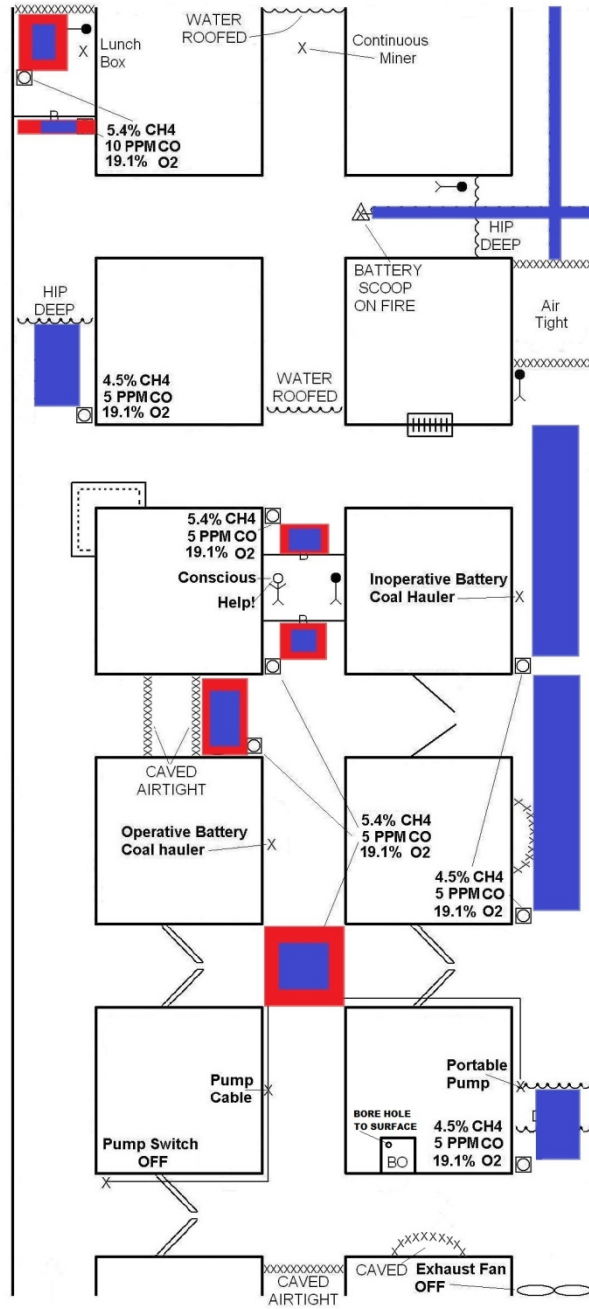 WATER
ROOFED
Lunch
Box
Continuous
Miner
X
X
B
5.4% CH4
10 PPM CO
19.1% O2
HIP
DEEP
BATTERY
SCOOP
ON FIRE
Air
Tight
HIP
DEEP
4.5% CH4
5 PPM CO
19.1% O2
WATER
ROOFED
5.4% CH4
5 PPM CO
19.1% O2
Conscious
Help!
B
B
Inoperative Battery
Coal Hauler
X
CAVED
AIRTIGHT
Operative Battery
Coal hauler
X
5.4% CH4
5 PPM CO
19.1% O2
4.5% CH4
5 PPM CO
19.1% O2
Pump
Cable
X
Portable
Pump
X
BORE HOLE
TO SURFACE
BO
4.5% CH4
5 PPM CO
19.1% O2
Pump Switch
OFF
X
CAVED
AIRTIGHT
CAVED
Exhaust Fan
OFF